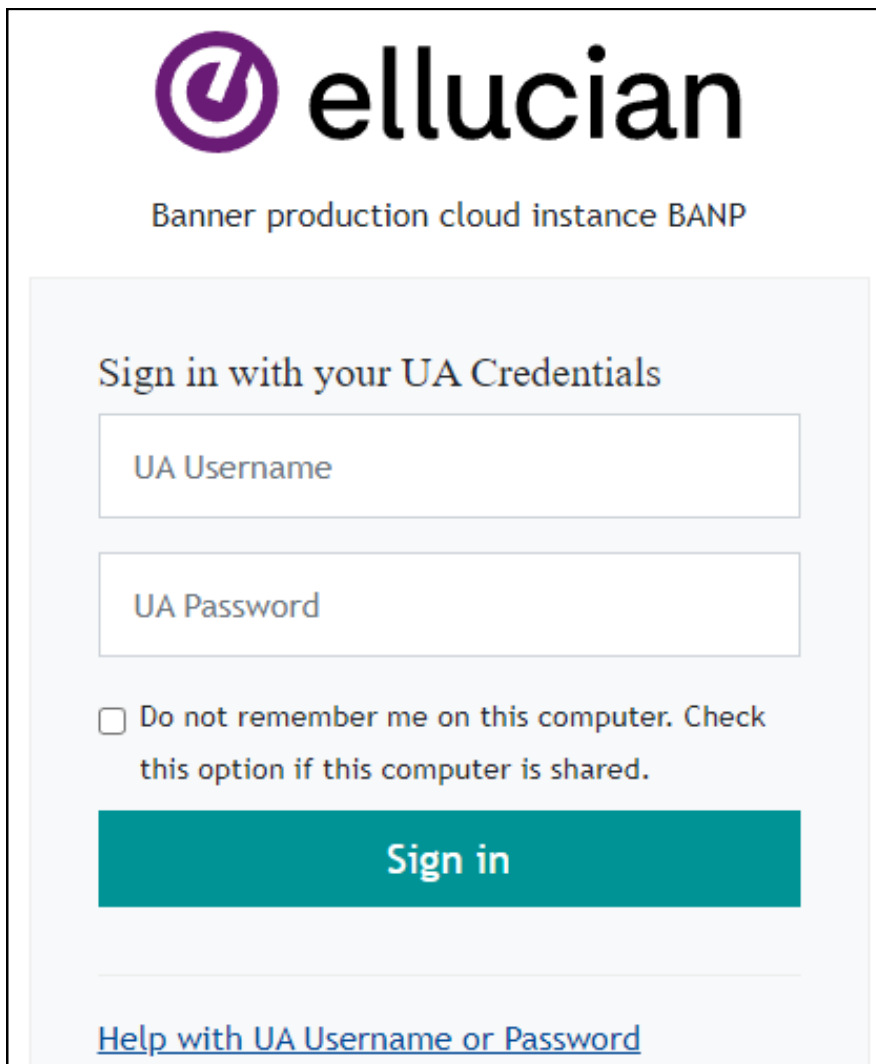 ellucian
Banner production cloud instance BANP
Sign in with your UA Credentials
UA Username
UA Password
Do not remember me on this computer. Check
this option if this computer is shared.
Sign in
Help with UA Username or Password